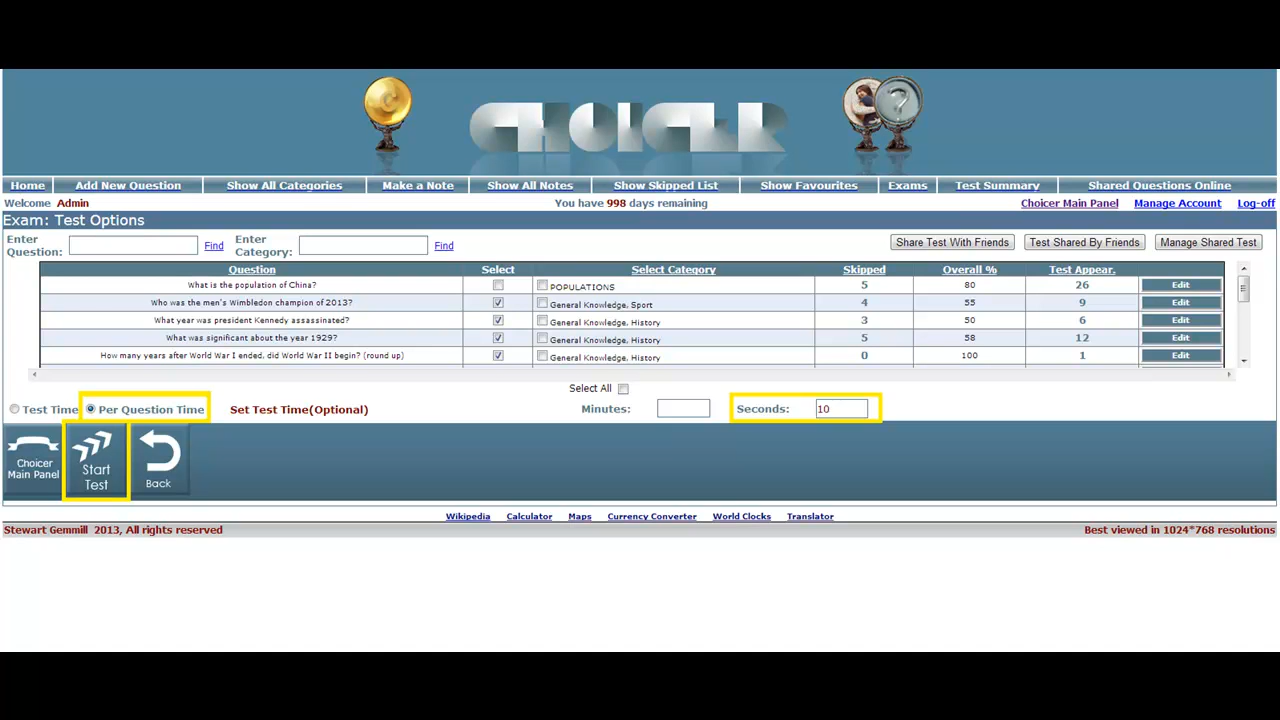 CHOICER
Home Add New Question Show All Categories Make a Note Show All Notes Show Skipped List Show Favourites Exams Test Summary Shared Questions Online
Welcome Admin You have 998 days remaining Choicer Main Panel Manage Account Log-off
Exam: Test Options
Enter Question: Find Enter Category: Find Share Test With Friends Test Shared By Friends Manage Shared Test
Question Select Select Category Skipped Overall % Test Appear.
What is the population of China? POPULATIONS 5 80 26 Edit
Who was the men's Wimbledon champion of 2013? General Knowledge, Sport 4 55 9 Edit
What year was president Kennedy assassinated? General Knowledge, History 3 50 6 Edit
What was significant about the year 1929? General Knowledge, History 5 58 12 Edit
How many years after World War I ended, did World War II begin? (round up) General Knowledge, History 0 100 1 Edit
Select All
Test Time Per Question Time Set Test Time(Optional) Minutes: Seconds: 10
Choicer Main Panel
Start Test
Back
Wikipedia Calculator Maps Currency Converter World Clocks Translator
Stewart Gemmill 2013, All rights reserved Best viewed in 1024*768 resolutions